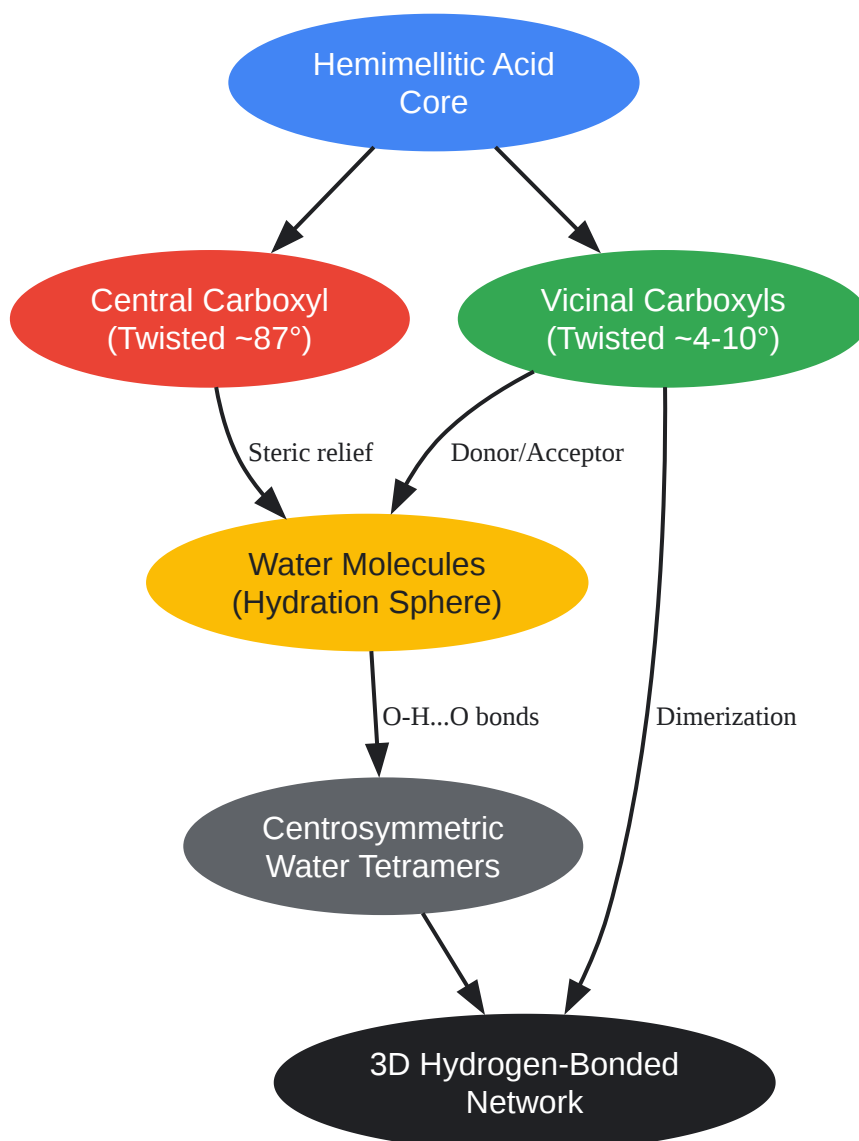 Hemimellitic Acid
Core
Central Carboxyl
(Twisted ~87°)
Vicinal Carboxyls
(Twisted ~4-10°)
Steric relief
Donor/Acceptor
Water Molecules
(Hydration Sphere)
O-H...O bonds
Dimerization
Centrosymmetric
Water Tetramers
3D Hydrogen-Bonded
Network